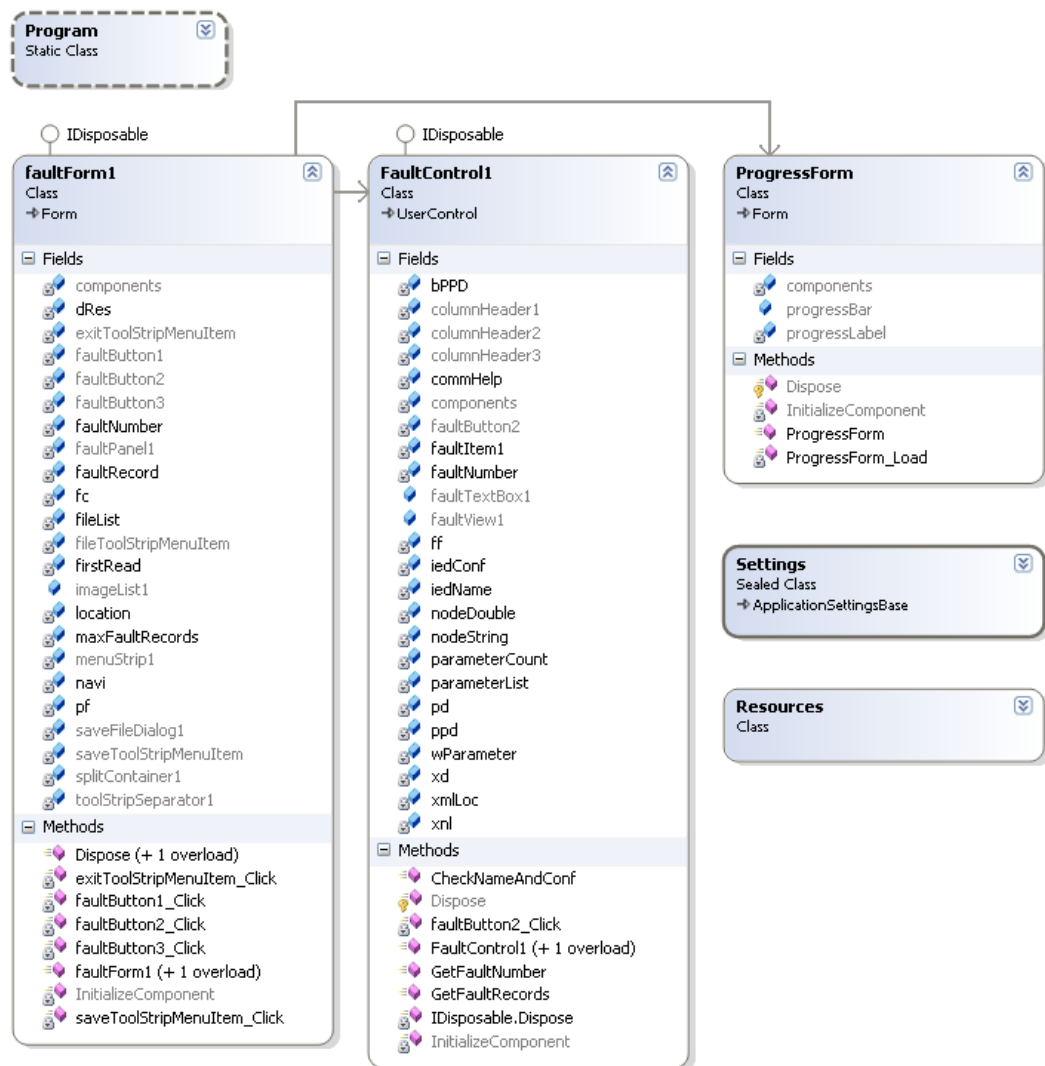 Program
Static Class
IDisposable
faultForm1
Class
Form
Fields
components
dRes
exitToolStripMenuItem
faultButton1
faultButton2
faultButton3
faultNumber
faultPanel1
faultRecord
fc
fileList
fileToolStripMenuItem
firstRead
imageList1
location
maxFaultRecords
menuStrip1
navi
pf
saveFileDialog1
saveToolStripMenuItem
splitContainer1
toolStripSeparator1
Methods
Dispose (+ 1 overload)
exitToolStripMenuItem_Click
faultButton1_Click
faultButton2_Click
faultButton3_Click
faultForm1 (+ 1 overload)
InitializeComponent
saveToolStripMenuItem_Click
IDisposable
FaultControl1
Class
UserControl
Fields
bPPD
columnHeader1
columnHeader2
columnHeader3
commHelp
components
faultButton2
faultItem1
faultNumber
faultTextBox1
faultView1
ff
iedConf
iedName
nodeDouble
nodeString
parameterCount
parameterList
pd
ppd
wParameter
xd
xmlLoc
xnl
Methods
CheckNameAndConf
Dispose
faultButton2_Click
FaultControl1 (+ 1 overload)
GetFaultNumber
GetFaultRecords
IDisposable.Dispose
InitializeComponent
ProgressForm
Class
Form
Fields
components
progressBar
progressLabel
Methods
Dispose
InitializeComponent
ProgressForm
ProgressForm_Load
Settings
Sealed Class
ApplicationSettingsBase
Resources
Class